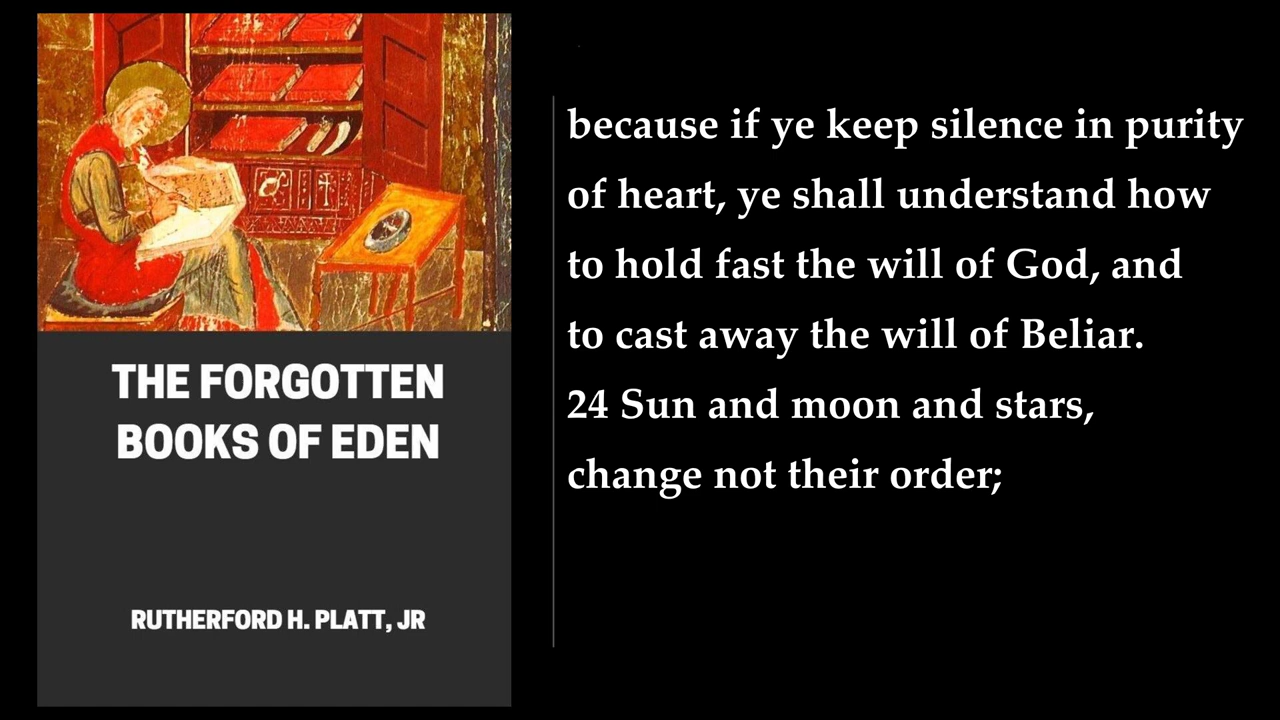 THE FORGOTTEN
BOOKS OF EDEN
RUTHERFORD H. PLATT, JR
because if ye keep silence in purity
of heart, ye shall understand how
to hold fast the will of God, and
to cast away the will of Beliar.
24 Sun and moon and stars,
change not their order;